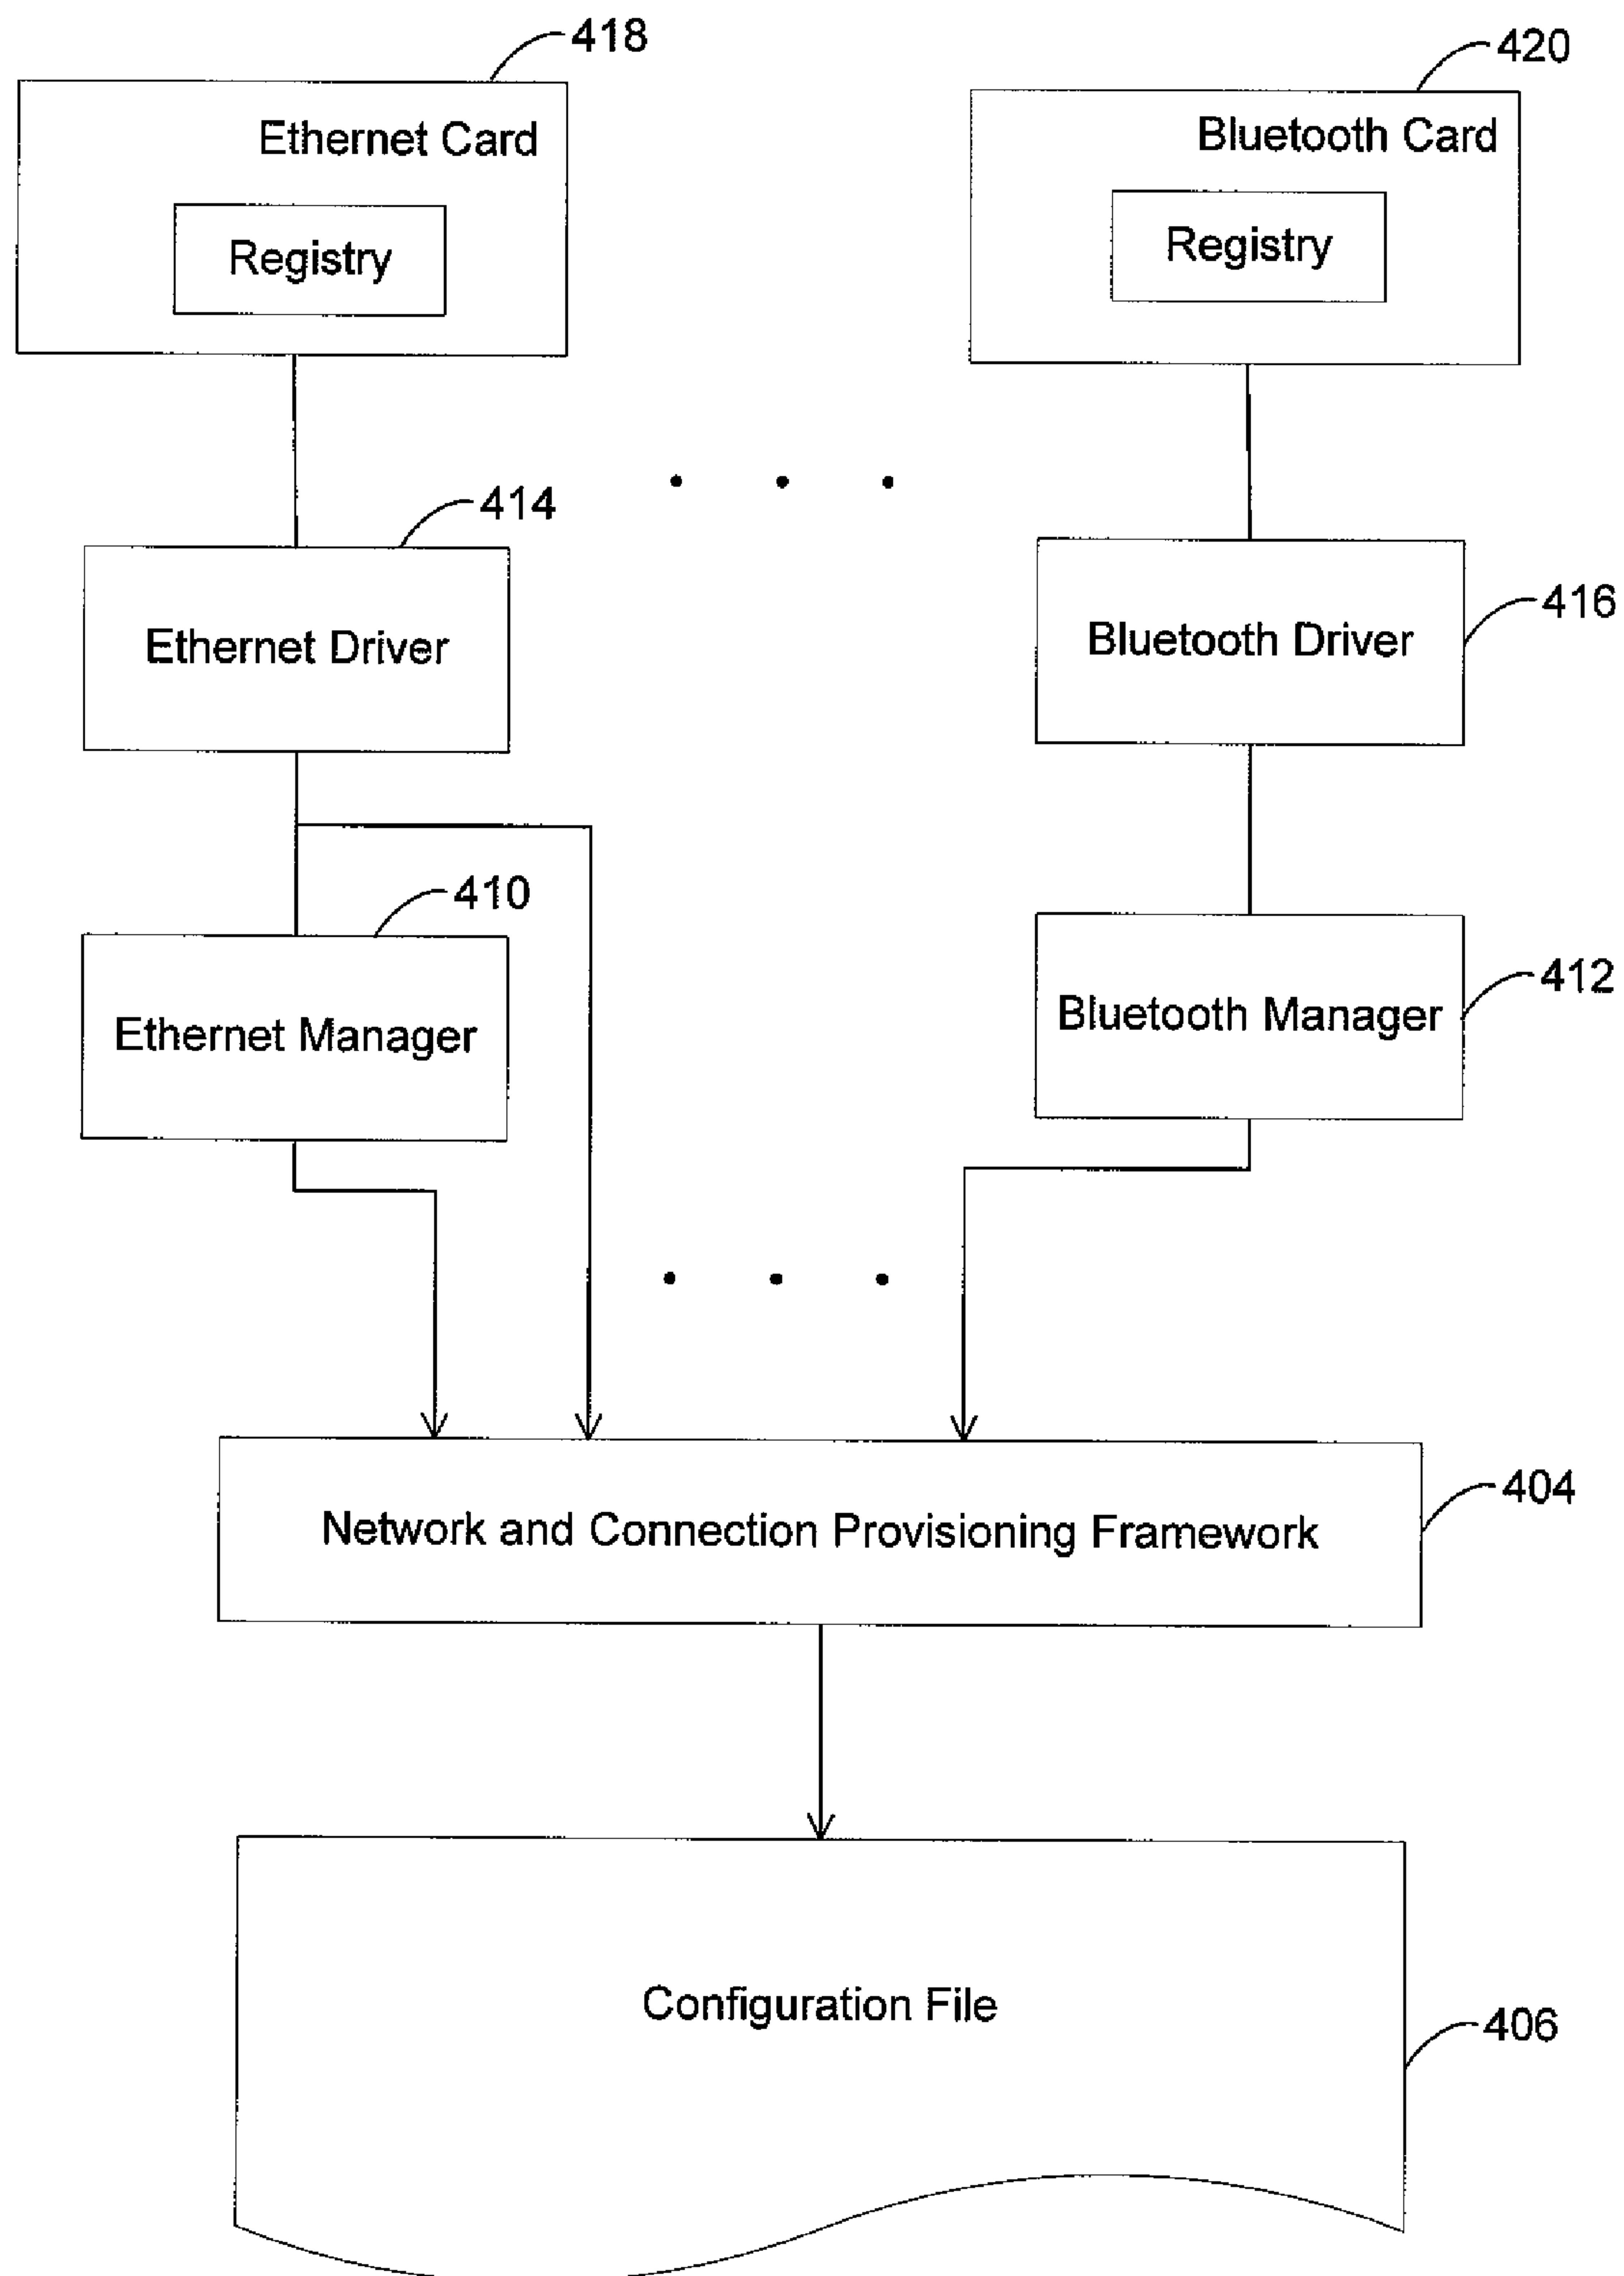 418
420
Ethernet Card
Bluetooth Card
Registry
Registry
414
416
Ethernet Driver
Bluetooth Driver
410
412
Ethernet Manager
Bluetooth Manager
404
Network and Connection Provisioning Framework
Configuration File
406